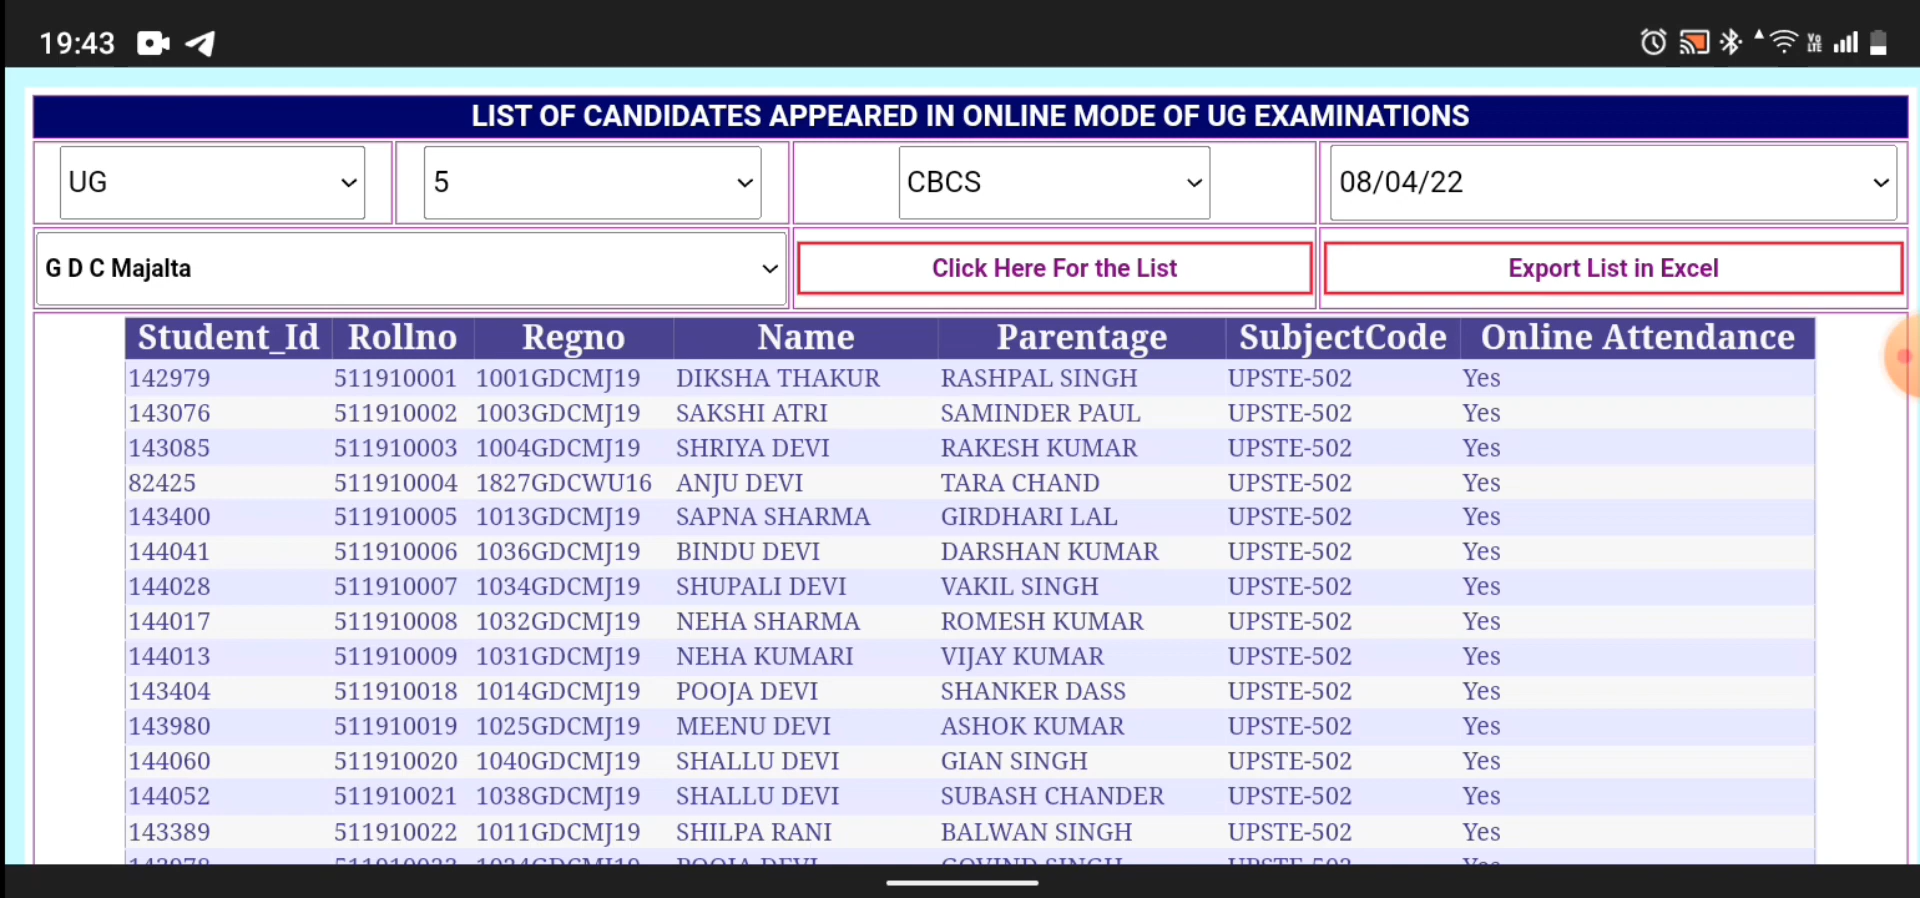 19:43
LIST OF CANDIDATES APPEARED IN ONLINE MODE OF UG EXAMINATIONS
UG 5 CBCS 08/04/22
G D C Majalta Click Here For the List Export List in Excel
Student_Id Rollno Regno Name Parentage SubjectCode Online Attendance
142979 511910001 1001GDCMJ19 DIKSHA THAKUR RASHPAL SINGH UPSTE-502 Yes
143076 511910002 1003GDCMJ19 SAKSHI ATRI SAMINDER PAUL UPSTE-502 Yes
143085 511910003 1004GDCMJ19 SHRIYA DEVI RAKESH KUMAR UPSTE-502 Yes
82425 511910004 1827GDCWU16 ANJU DEVI TARA CHAND UPSTE-502 Yes
143400 511910005 1013GDCMJ19 SAPNA SHARMA GIRDHARI LAL UPSTE-502 Yes
144041 511910006 1036GDCMJ19 BINDU DEVI DARSHAN KUMAR UPSTE-502 Yes
144028 511910007 1034GDCMJ19 SHUPALI DEVI VAKIL SINGH UPSTE-502 Yes
144017 511910008 1032GDCMJ19 NEHA SHARMA ROMESH KUMAR UPSTE-502 Yes
144013 511910009 1031GDCMJ19 NEHA KUMARI VIJAY KUMAR UPSTE-502 Yes
143404 511910018 1014GDCMJ19 POOJA DEVI SHANKER DASS UPSTE-502 Yes
143980 511910019 1025GDCMJ19 MEENU DEVI ASHOK KUMAR UPSTE-502 Yes
144060 511910020 1040GDCMJ19 SHALLU DEVI GIAN SINGH UPSTE-502 Yes
144052 511910021 1038GDCMJ19 SHALLU DEVI SUBASH CHANDER UPSTE-502 Yes
143389 511910022 1011GDCMJ19 SHILPA RANI BALWAN SINGH UPSTE-502 Yes
POOJA DEVI GOVIND SINGH UPSTE-502 Yes